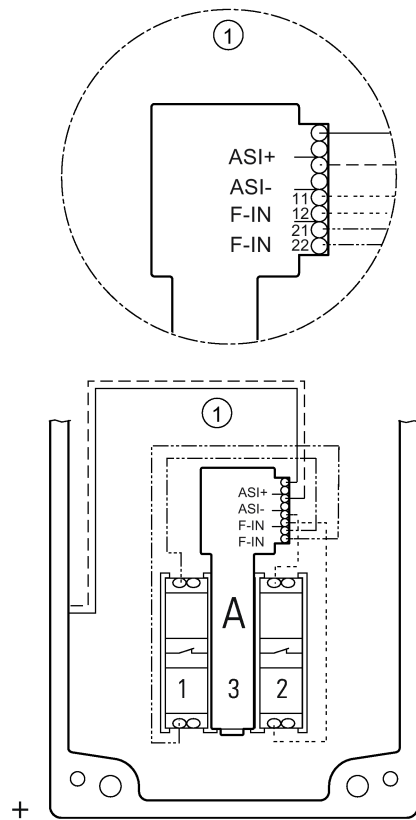 1
ASI+
ASI-
11
F-IN 12
21
F-IN 22
1
ASI+
ASI-
F-IN
F-IN
A
1 3 2
+